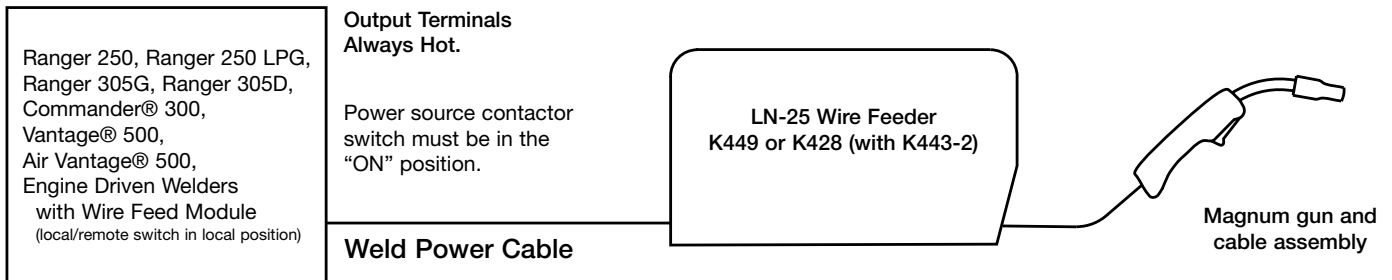 Ranger 250, Ranger 250 LPG,
Ranger 305G, Ranger 305D,
Commander® 300,
Vantage® 500,
Air Vantage® 500,
Engine Driven Welders
with Wire Feed Module
(local/remote switch in local position)
Output Terminals
Always Hot.
Power source contactor
switch must be in the
“ON” position.
Weld Power Cable
LN-25 Wire Feeder
K449 or K428 (with K443-2)
Magnum gun and
cable assembly